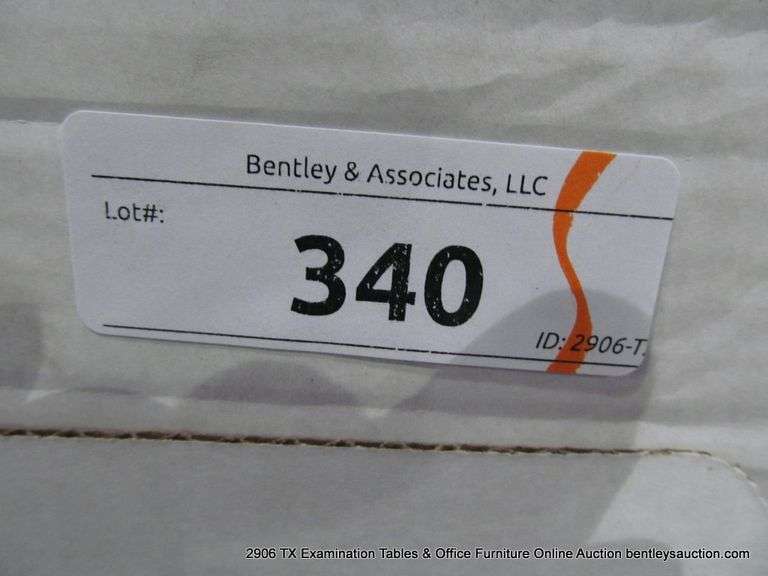 Bentley & Associates, LLC
Lot#:
340
ID: 2906-T
2906 TX Examination Tables & Office Furniture Online Auction bentleysauction.com